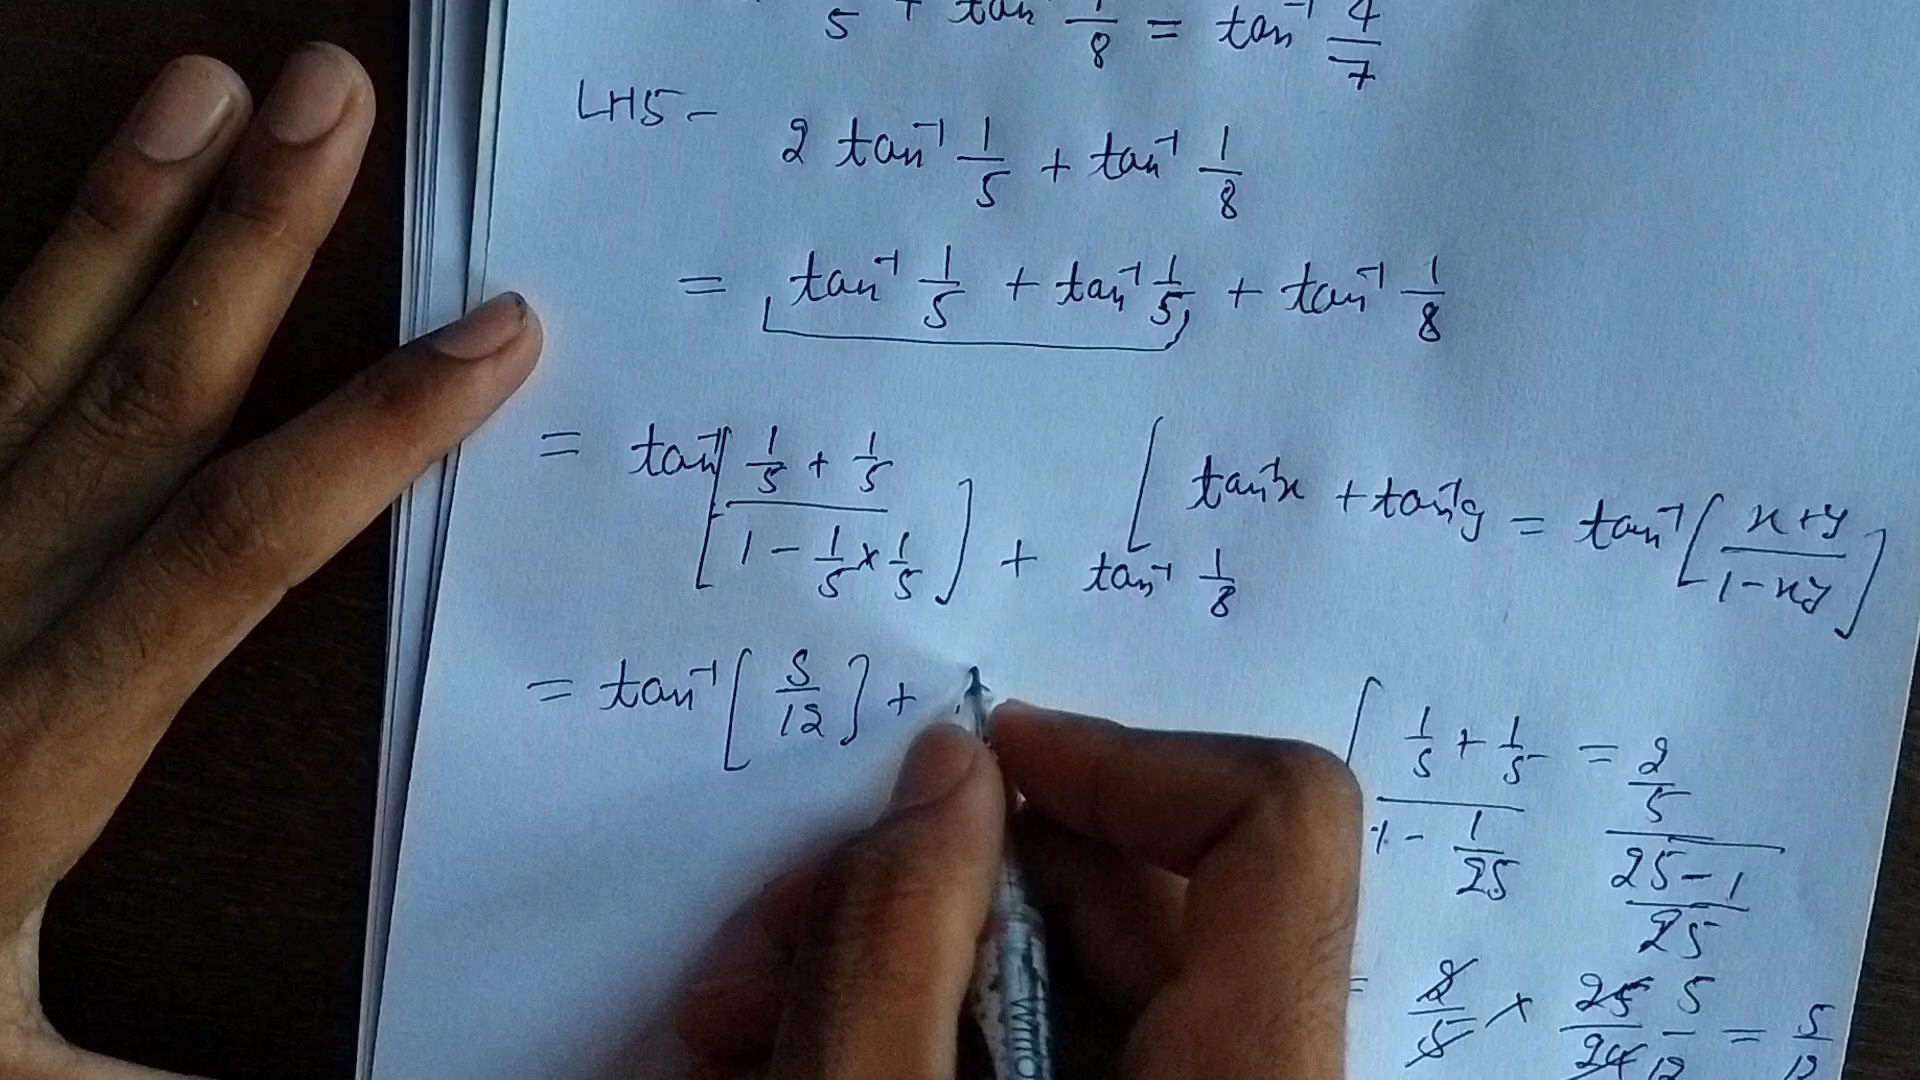 5 + tan⁻¹ 1/8 = tan⁻¹ 4/7
LHS -
2 tan⁻¹ 1/5 + tan⁻¹ 1/8
= tan⁻¹ 1/5 + tan⁻¹ 1/5 + tan⁻¹ 1/8
= tan⁻¹ [ (1/5 + 1/5) / (1 - 1/5 × 1/5) ] + tan⁻¹ 1/8
[ tan⁻¹x + tan⁻¹y = tan⁻¹ [ (x+y) / (1-xy) ]
= tan⁻¹ [ 5/12 ] +
[ (1/5 + 1/5) / (1 - 1/25) = (2/5) / ((25-1)/25)
= 2/5 × 25/24 5/12 = 5/12